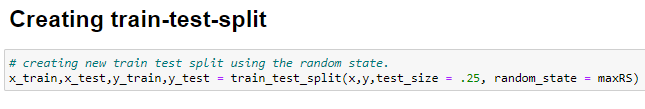 Creating train-test-split
# creating new train test split using the random state.
x_train,x_test,y_train,y_test = train_test_split(x,y,test_size = .25, random_state = maxRS)